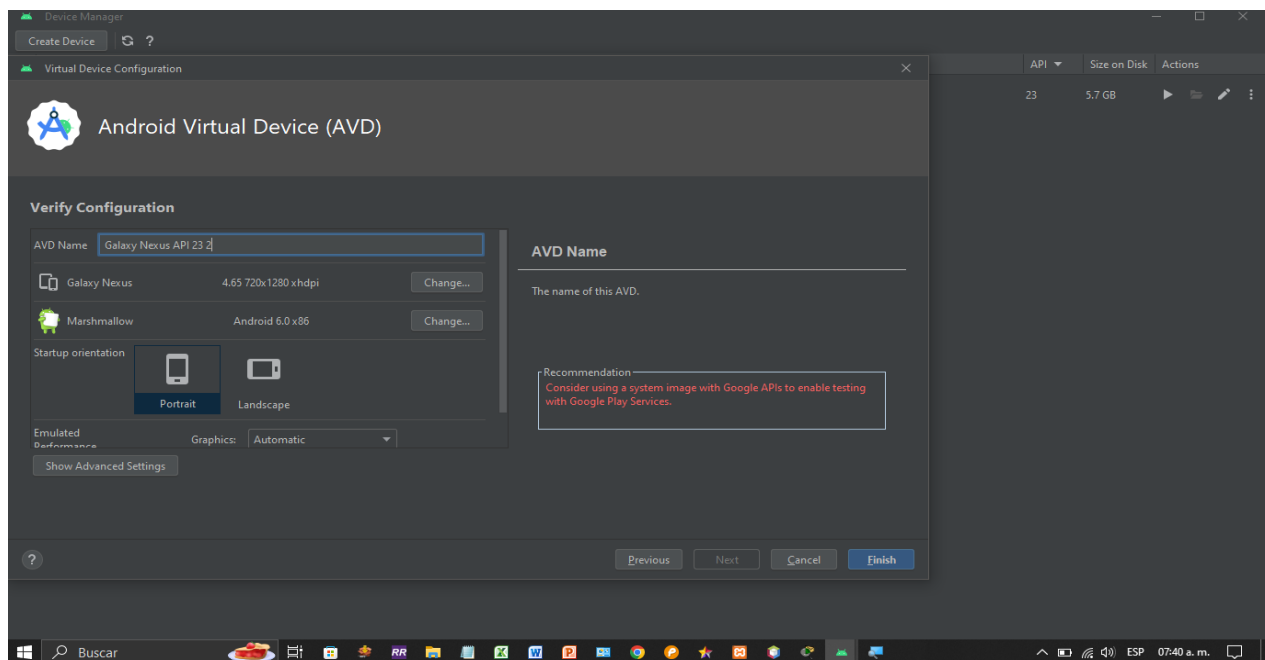 Device Manager
Create Device ?
Virtual Device Configuration
API Size on Disk Actions
23 5.7 GB
Android Virtual Device (AVD)
Verify Configuration
AVD Name Galaxy Nexus API 23 2
Galaxy Nexus 4.65 720x1280 xhdpi Change...
Marshmallow Android 6.0 x86 Change...
Startup orientation
Portrait Landscape
Emulated
Performance
Graphics: Automatic
Show Advanced Settings
AVD Name
The name of this AVD.
Recommendation
Consider using a system image with Google APIs to enable testing
with Google Play Services.
? Previous Next Cancel Finish
Buscar RR ESP 07:40 a. m.